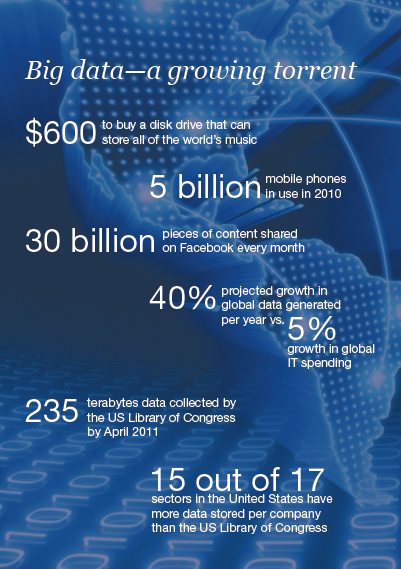 Big data—a growing torrent
$600 to buy a disk drive that can
store all of the world's music
5 billion mobile phones
in use in 2010
30 billion pieces of content shared
on Facebook every month
40% projected growth in
global data generated
per year vs. 5%
growth in global
IT spending
235 terabytes data collected by
the US Library of Congress
by April 2011
15 out of 17
sectors in the United States have
more data stored per company
than the US Library of Congress